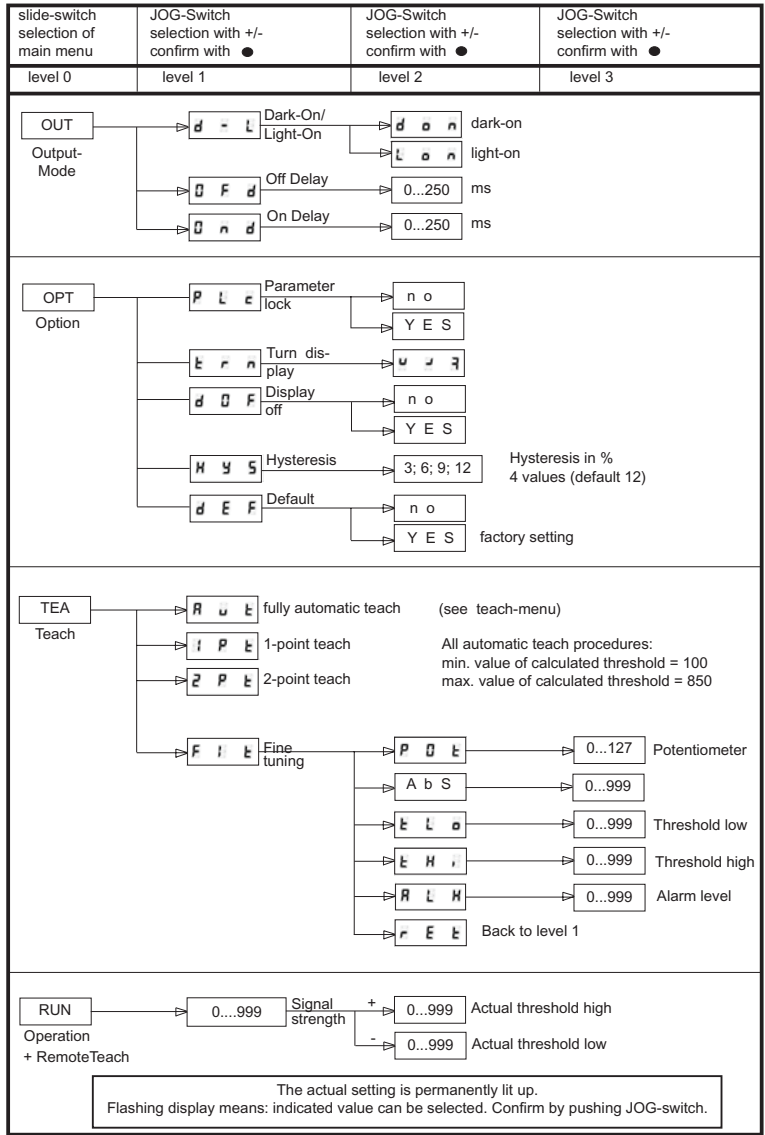 slide-switch
selection of
main menu
JOG-Switch
selection with +/-
confirm with ●
JOG-Switch
selection with +/-
confirm with ●
JOG-Switch
selection with +/-
confirm with ●
level 0
level 1
level 2
level 3
OUT
Output-
Mode
d - L
Dark-On/
Light-On
d o n
dark-on
L o n
light-on
O F d
Off Delay
0...250
ms
O n d
On Delay
0...250
ms
OPT
Option
P L c
Parameter
lock
n o
Y E S
t r n
Turn dis-
play
d O F
Display
off
n o
Y E S
H Y S
Hysteresis
3; 6; 9; 12
Hysteresis in %
4 values (default 12)
d E F
Default
n o
Y E S
factory setting
TEA
Teach
A u t
fully automatic teach
(see teach-menu)
1 P t
1-point teach
2 P t
2-point teach
All automatic teach procedures:
min. value of calculated threshold = 100
max. value of calculated threshold = 850
F I t
Fine
tuning
P O t
0...127
Potentiometer
A b S
0...999
t L o
0...999
Threshold low
t H i
0...999
Threshold high
A L H
0...999
Alarm level
r E t
Back to level 1
RUN
Operation
+ RemoteTeach
0....999
Signal
strength
+
0...999
Actual threshold high
-
0...999
Actual threshold low
The actual setting is permanently lit up.
Flashing display means: indicated value can be selected. Confirm by pushing JOG-switch.